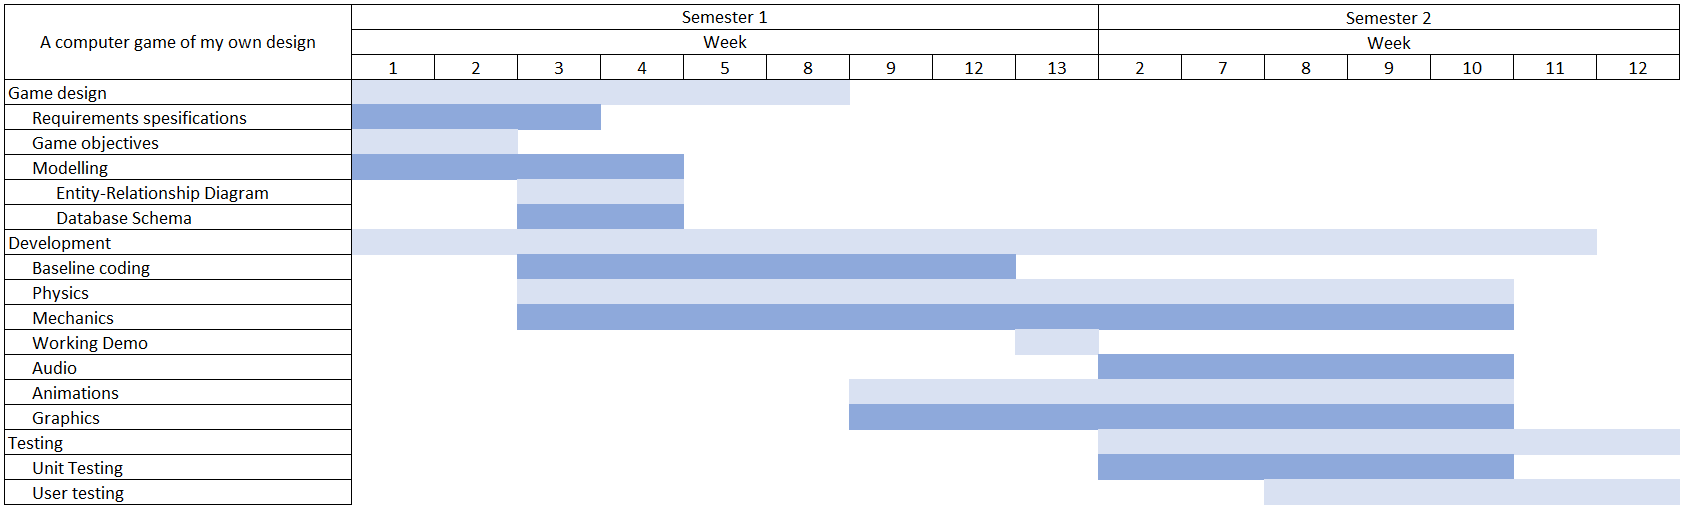 A computer game of my own design
Semester 1
Semester 2
Week
Week
1 2 3 4 5 8 9 12 13 2 7 8 9 10 11 12
Game design
Requirements spesifications
Game objectives
Modelling
Entity-Relationship Diagram
Database Schema
Development
Baseline coding
Physics
Mechanics
Working Demo
Audio
Animations
Graphics
Testing
Unit Testing
User testing